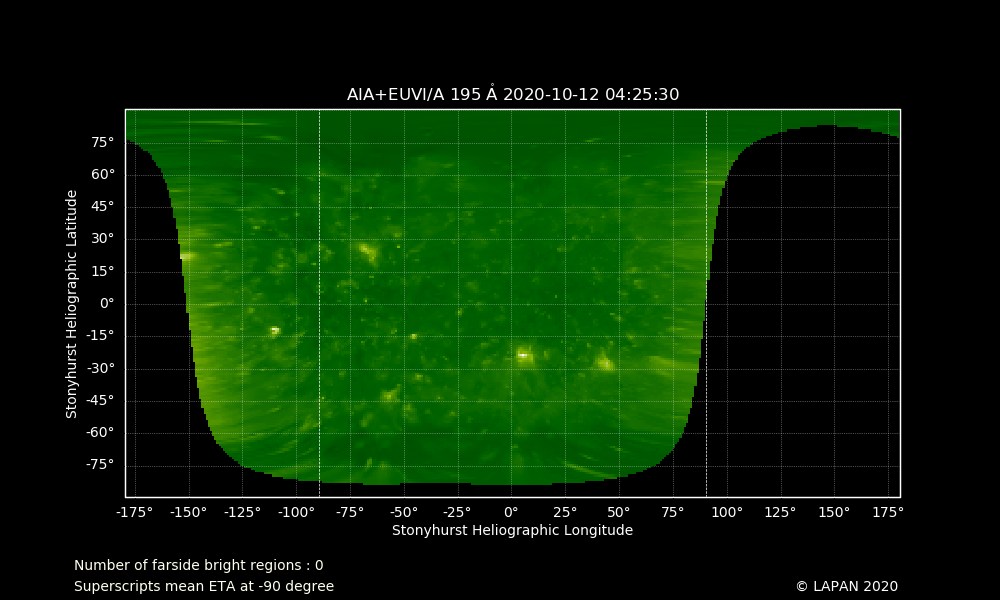 AIA+EUVI/A 195 Å 2020-10-12 04:25:30
75°
60°
45°
30°
15°
0°
-15°
-30°
-45°
-60°
-75°
Stonyhurst Heliographic Latitude
-175° -150° -125° -100° -75° -50° -25° 0° 25° 50° 75° 100° 125° 150° 175°
Stonyhurst Heliographic Longitude
Number of farside bright regions : 0
Superscripts mean ETA at -90 degree
© LAPAN 2020